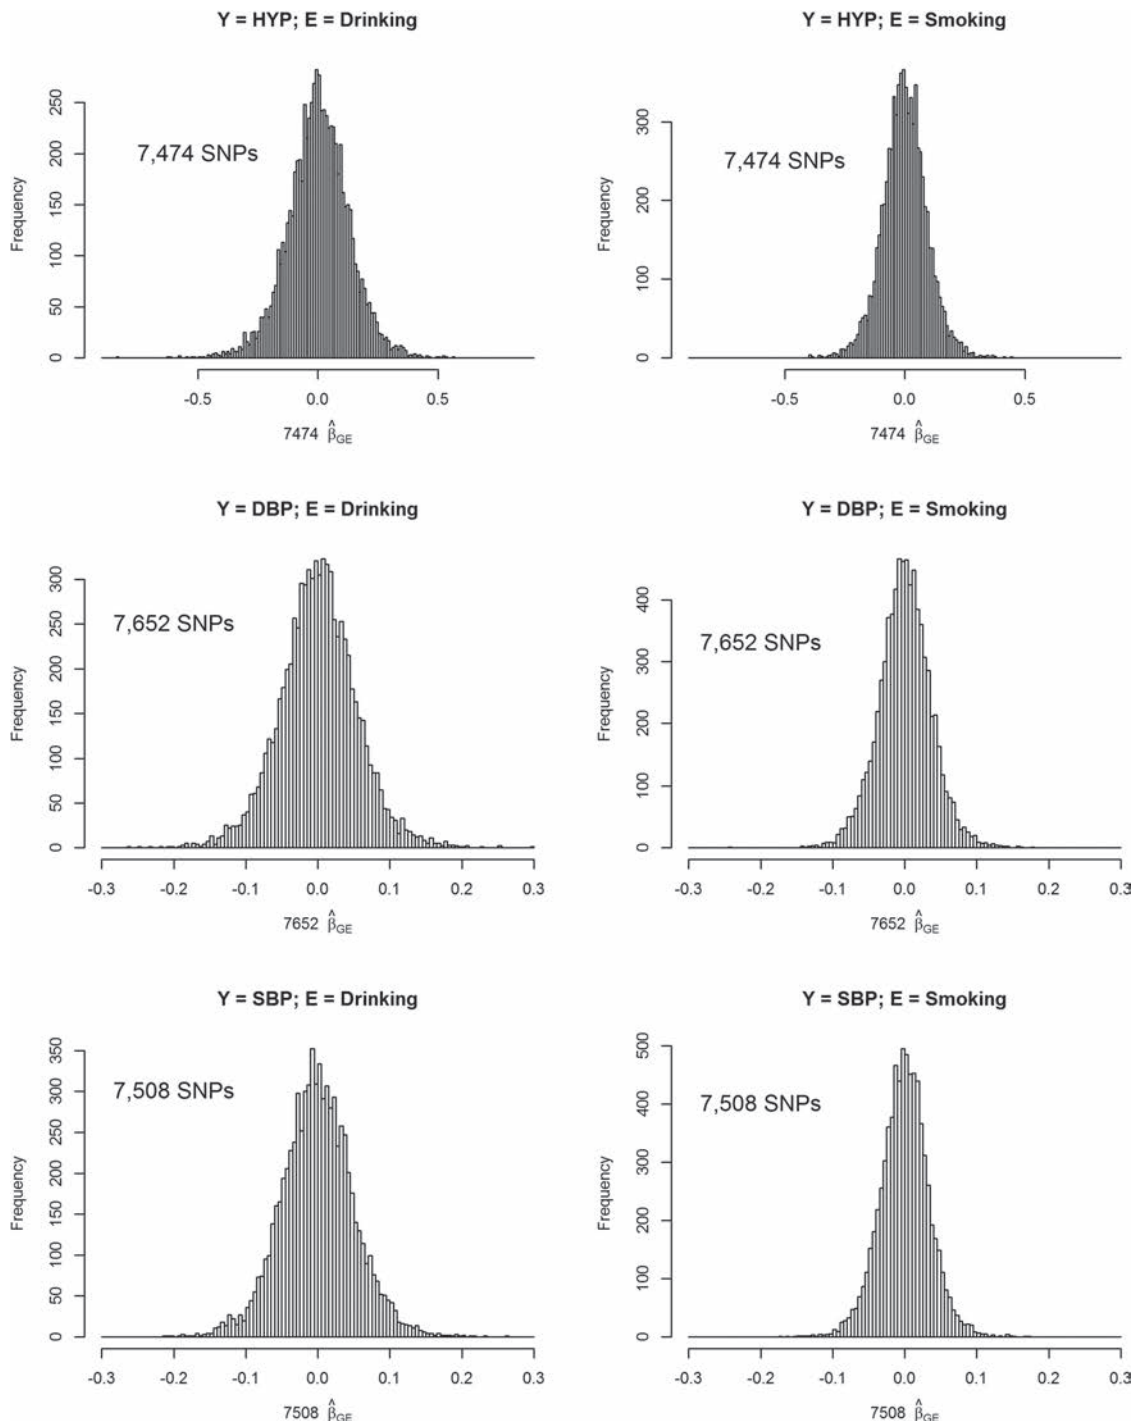 Y = HYP; E = Drinking
250
200
150
100
50
0
Frequency
7,474 SNPs
-0.5 0.0 0.5
7474 β̂GE
Y = HYP; E = Smoking
300
200
100
0
Frequency
7,474 SNPs
-0.5 0.0 0.5
7474 β̂GE
Y = DBP; E = Drinking
300
250
200
150
100
50
0
Frequency
7,652 SNPs
-0.3 -0.2 -0.1 0.0 0.1 0.2 0.3
7652 β̂GE
Y = DBP; E = Smoking
400
300
200
100
0
Frequency
7,652 SNPs
-0.3 -0.2 -0.1 0.0 0.1 0.2 0.3
7652 β̂GE
Y = SBP; E = Drinking
350
300
250
200
150
100
50
0
Frequency
7,508 SNPs
-0.3 -0.2 -0.1 0.0 0.1 0.2 0.3
7508 β̂GE
Y = SBP; E = Smoking
500
400
300
200
100
0
Frequency
7,508 SNPs
-0.3 -0.2 -0.1 0.0 0.1 0.2 0.3
7508 β̂GE